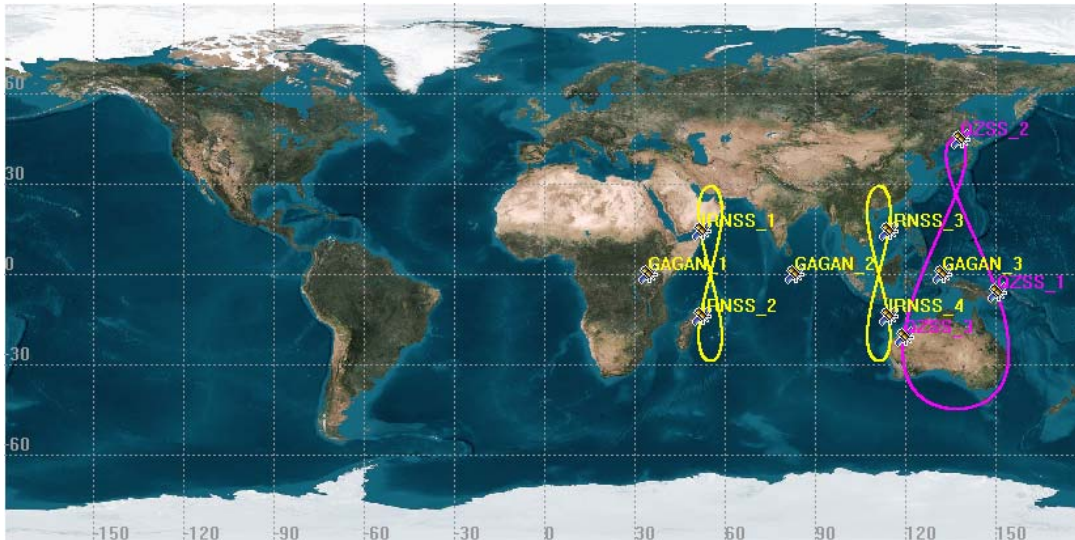 60
QZSS_2
30
IRNSS_1
IRNSS_3
0
GAGAN_1
GAGAN_2
GAGAN_3
QZSS_1
IRNSS_2
IRNSS_4
QZSS_3
-30
-60
-150
-120
-90
-60
-30
0
30
60
90
120
150